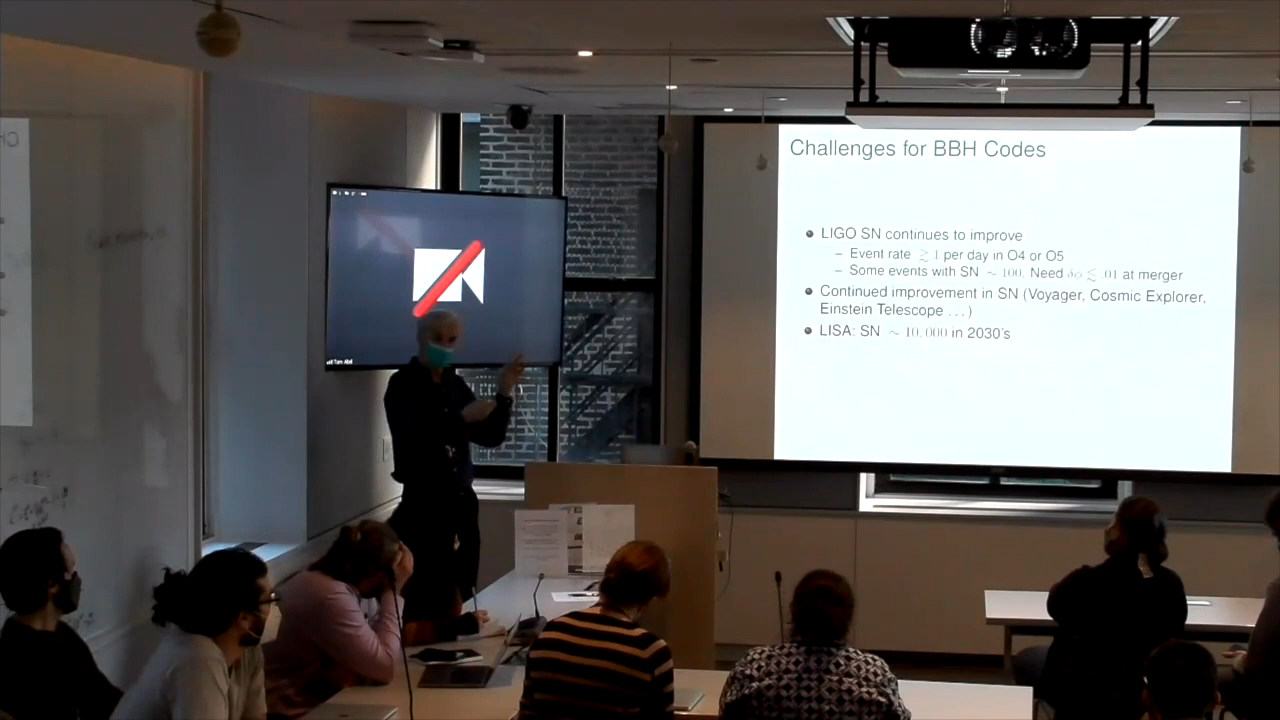 Challenges for BBH Codes
LIGO SN continues to improve
– Event rate ≳ 1 per day in O4 or O5
– Some events with SN ∼ 100. Need δϕ ≲ .01 at merger
Continued improvement in SN (Voyager, Cosmic Explorer,
Einstein Telescope . . . )
LISA: SN ∼ 10,000 in 2030's